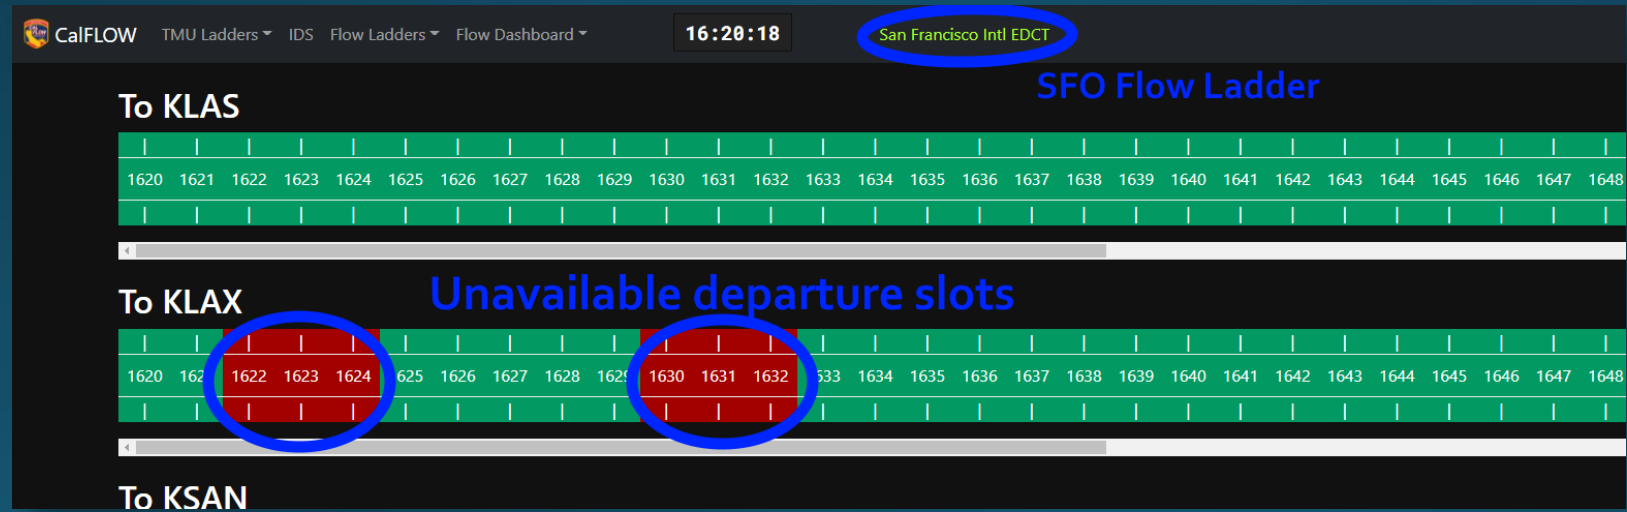 CalFLOW TMU Ladders IDS Flow Ladders Flow Dashboard 16:20:18 San Francisco Intl EDCT
SFO Flow Ladder
To KLAS
1620 1621 1622 1623 1624 1625 1626 1627 1628 1629 1630 1631 1632 1633 1634 1635 1636 1637 1638 1639 1640 1641 1642 1643 1644 1645 1646 1647 1648
Unavailable departure slots
To KLAX
1620 162 1622 1623 1624 625 1626 1627 1628 1629 1630 1631 1632 633 1634 1635 1636 1637 1638 1639 1640 1641 1642 1643 1644 1645 1646 1647 1648
To KSAN